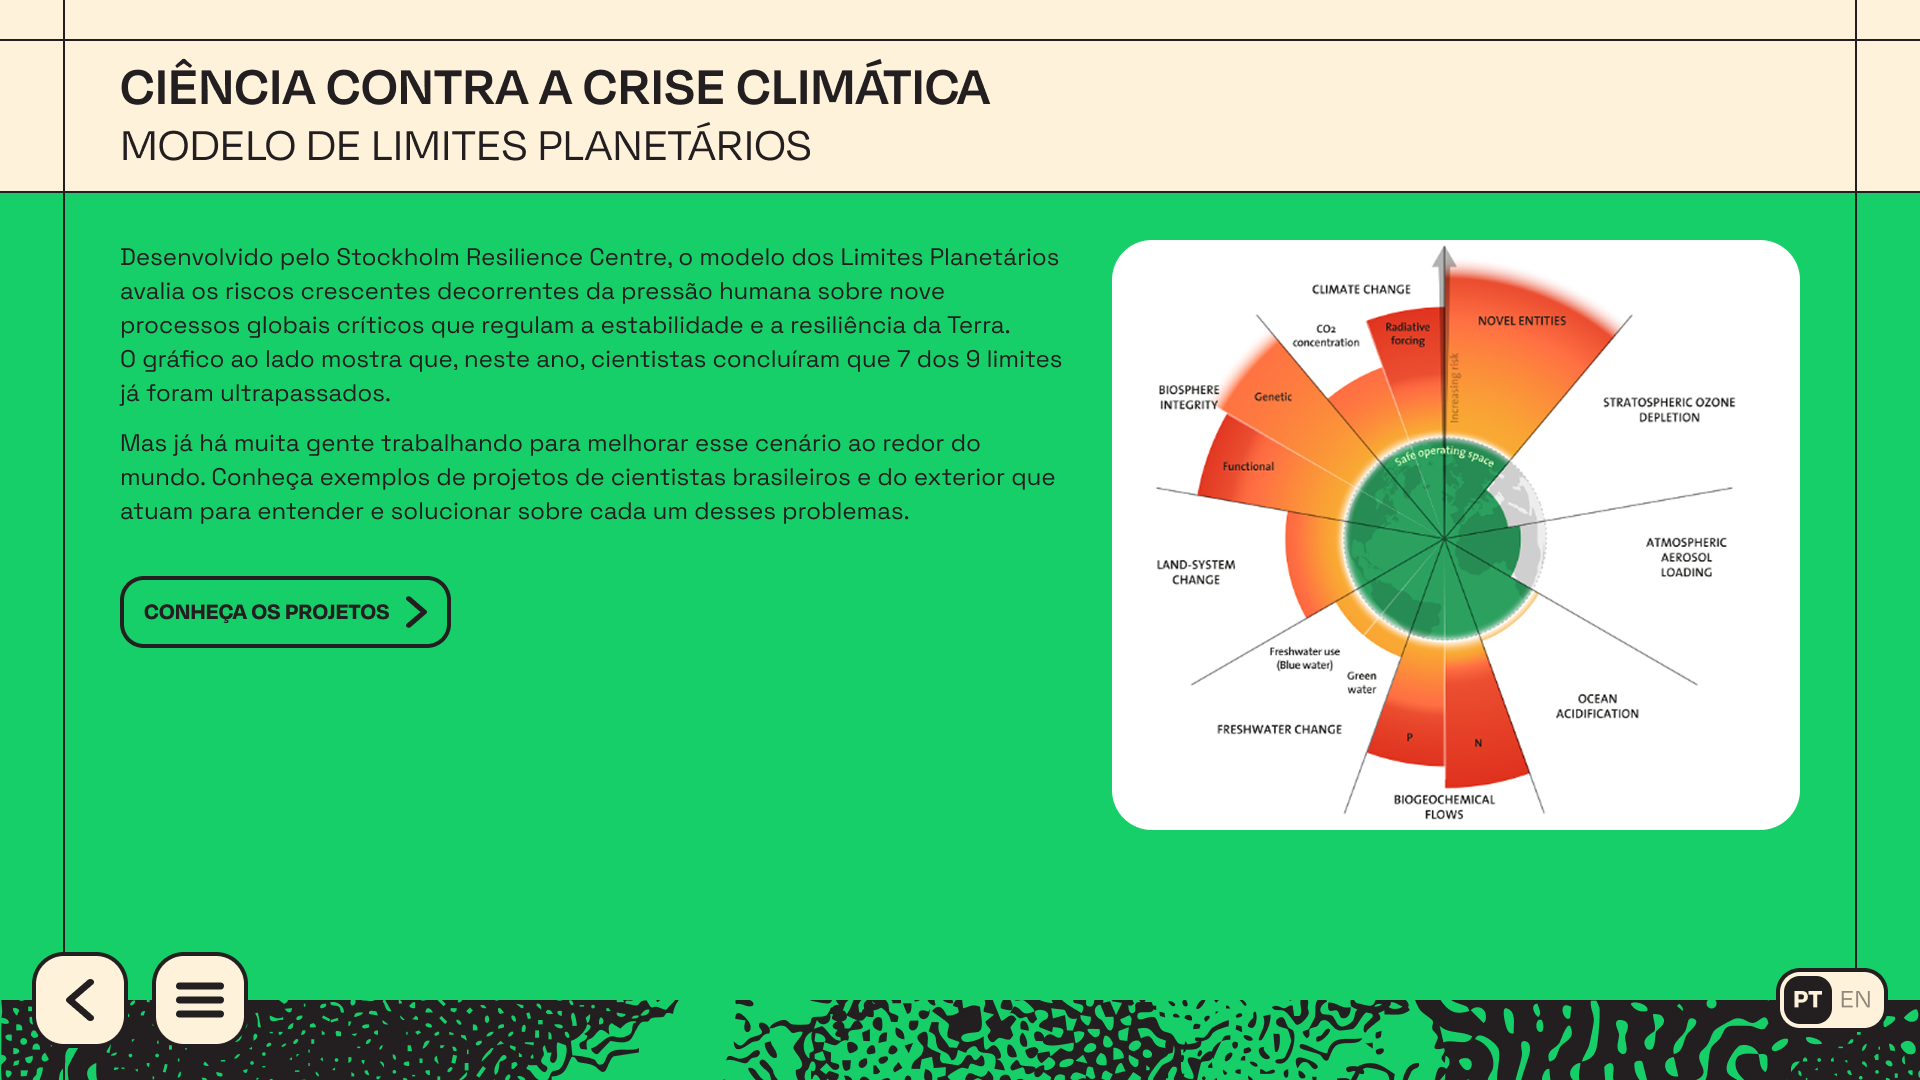 CIÊNCIA CONTRA A CRISE CLIMÁTICA
MODELO DE LIMITES PLANETÁRIOS
Desenvolvido pelo Stockholm Resilience Centre, o modelo dos Limites Planetários
avalia os riscos crescentes decorrentes da pressão humana sobre nove
processos globais críticos que regulam a estabilidade e a resiliência da Terra.
O gráfico ao lado mostra que, neste ano, cientistas concluíram que 7 dos 9 limites
já foram ultrapassados.
Mas já há muita gente trabalhando para melhorar esse cenário ao redor do
mundo. Conheça exemplos de projetos de cientistas brasileiros e do exterior que
atuam para entender e solucionar sobre cada um desses problemas.
CONHEÇA OS PROJETOS
CLIMATE CHANGE
CO2
concentration
Radiative
forcing
Increasing risk
NOVEL ENTITIES
BIOSPHERE
INTEGRITY
Genetic
Functional
STRATOSPHERIC OZONE
DEPLETION
Safe operating space
LAND-SYSTEM
CHANGE
ATMOSPHERIC
AEROSOL
LOADING
Freshwater use
(Blue water)
Green
water
FRESHWATER CHANGE
OCEAN
ACIDIFICATION
P
N
BIOGEOCHEMICAL
FLOWS
PT EN